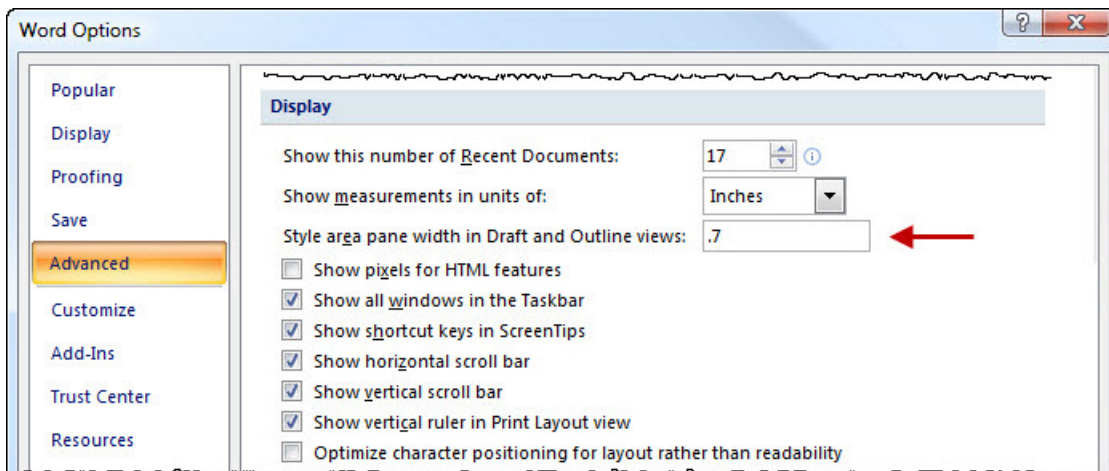 Word Options
Popular
Display
Proofing
Save
Advanced
Customize
Add-Ins
Trust Center
Resources
Display
Show this number of Recent Documents: 17
Show measurements in units of: Inches
Style area pane width in Draft and Outline views: .7
Show pixels for HTML features
Show all windows in the Taskbar
Show shortcut keys in ScreenTips
Show horizontal scroll bar
Show vertical scroll bar
Show vertical ruler in Print Layout view
Optimize character positioning for layout rather than readability